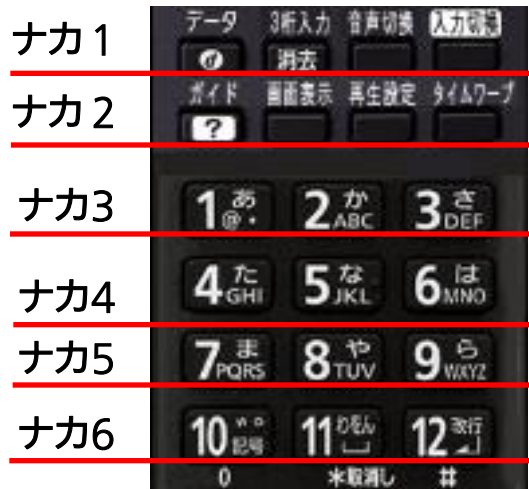 ナカ1 データ 3桁入力 音声切換 入力切換
d 消去
ナカ2 ガイド 画面表示 再生設定 タイムワープ
?
ナカ3 1 あ @・ 2 か ABC 3 さ DEF
ナカ4 4 た GHI 5 な JKL 6 は MNO
ナカ5 7 ま PQRS 8 や TUV 9 ら WXYZ
ナカ6 10 ゛゜ 記号 11 わをん 12 改行
0 *取消し #